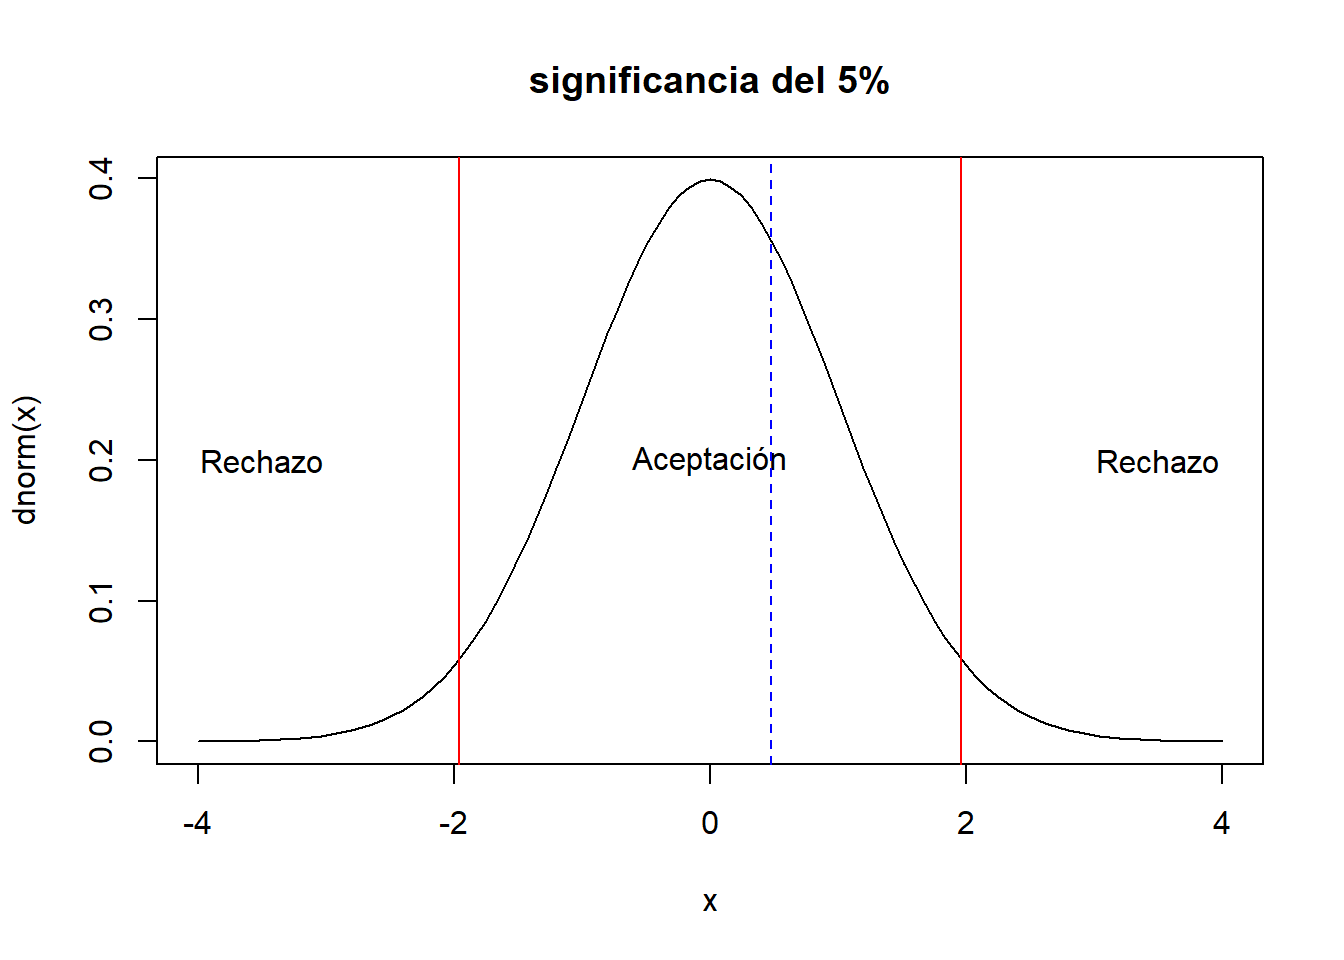 significancia del 5%
dnorm(x)
0.4
0.3
0.2
0.1
0.0
Rechazo
Aceptación
Rechazo
-4
-2
0
2
4
x